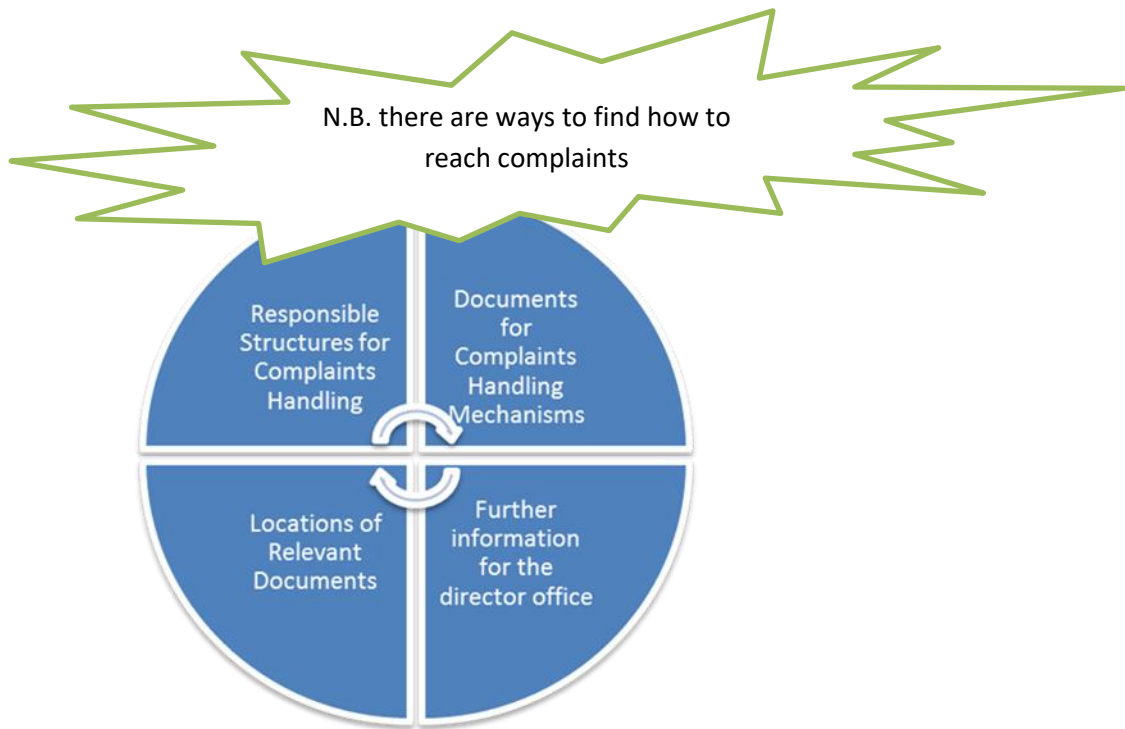 N.B. there are ways to find how to
reach complaints
Responsible
Structures for
Complaints
Handling
Documents
for
Complaints
Handling
Mechanisms
Locations of
Relevant
Documents
Further
information
for the
director office